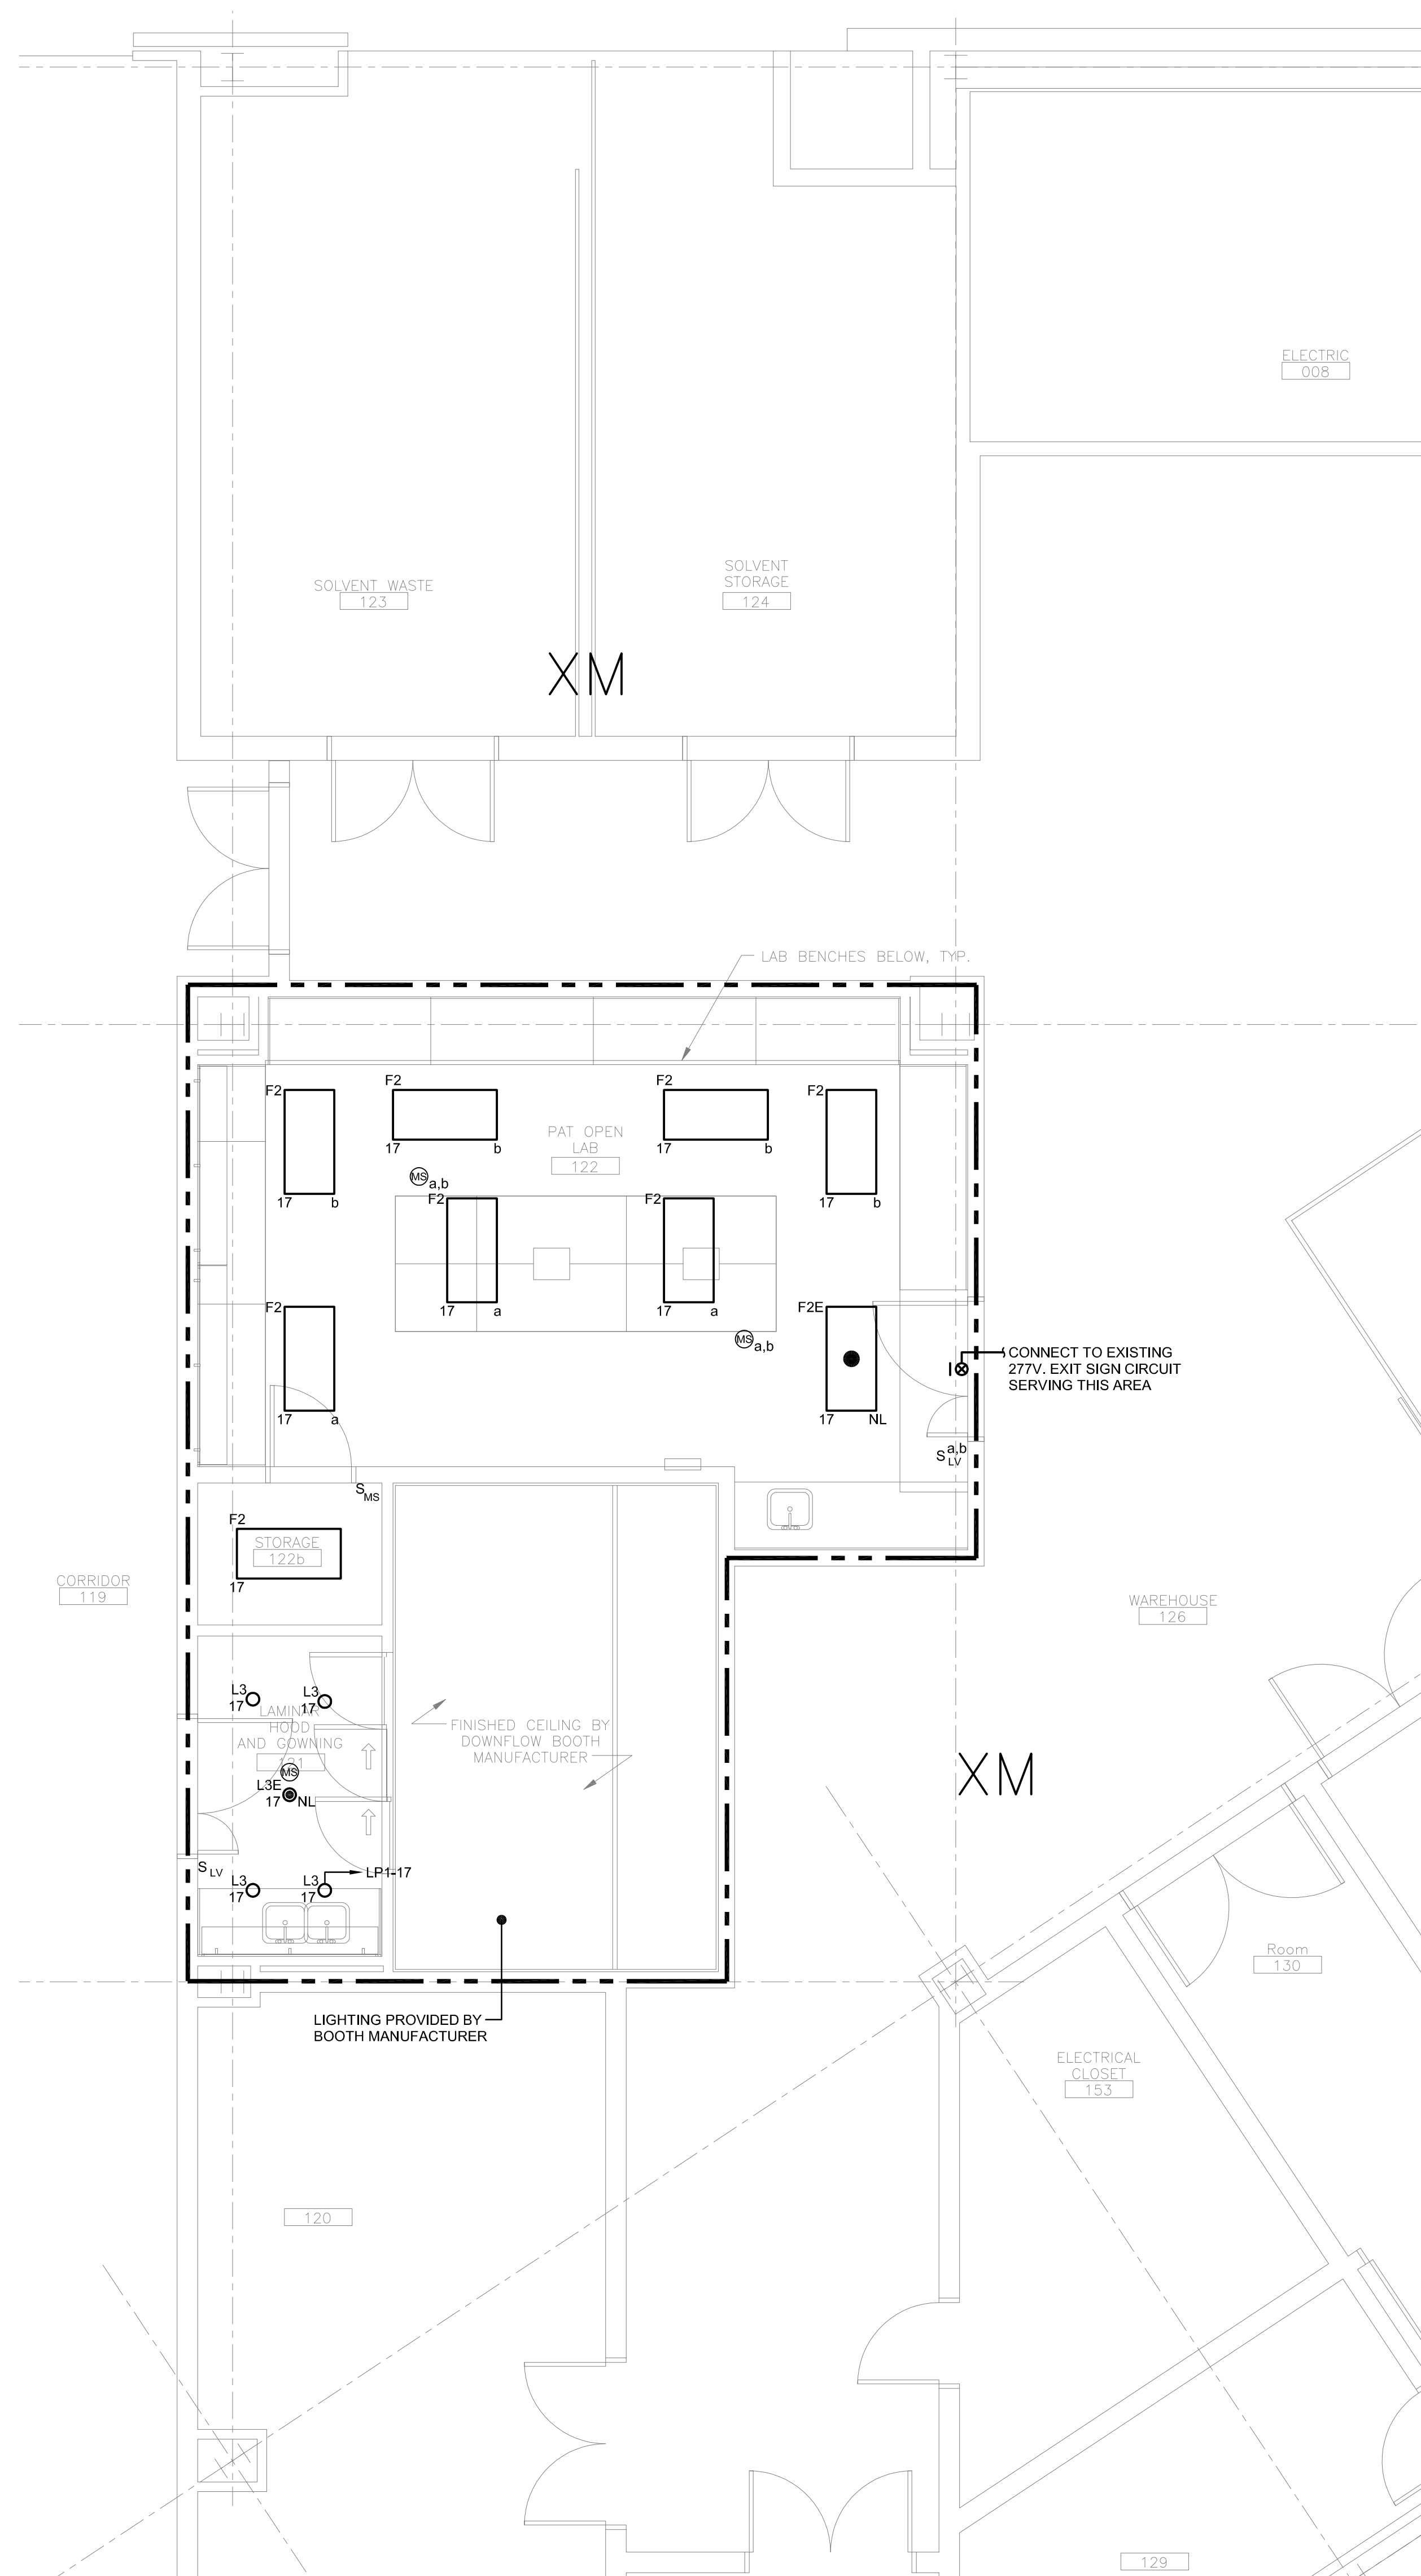 ELECTRIC
008
SOLVENT WASTE
123
SOLVENT
STORAGE
124
XM
LAB BENCHES BELOW, TYP.
F2
17 b
F2
17 b
F2
17 b
F2
17 b
PAT OPEN
LAB
122
MS a,b
F2
17 a
F2
17 a
MS a,b
F2
17 a
F2E
17 NL
CONNECT TO EXISTING
277V. EXIT SIGN CIRCUIT
SERVING THIS AREA
S LV a,b
S MS
F2
17
STORAGE
122b
CORRIDOR
119
WAREHOUSE
126
L3
17
L3
17
LAMINAR
HOOD
AND GOWNING
121
MS
L3E
17 NL
S LV
L3
17
L3
17
LP1-17
FINISHED CEILING BY
DOWNFLOW BOOTH
MANUFACTURER
XM
LIGHTING PROVIDED BY
BOOTH MANUFACTURER
Room
130
ELECTRICAL
CLOSET
153
120
129